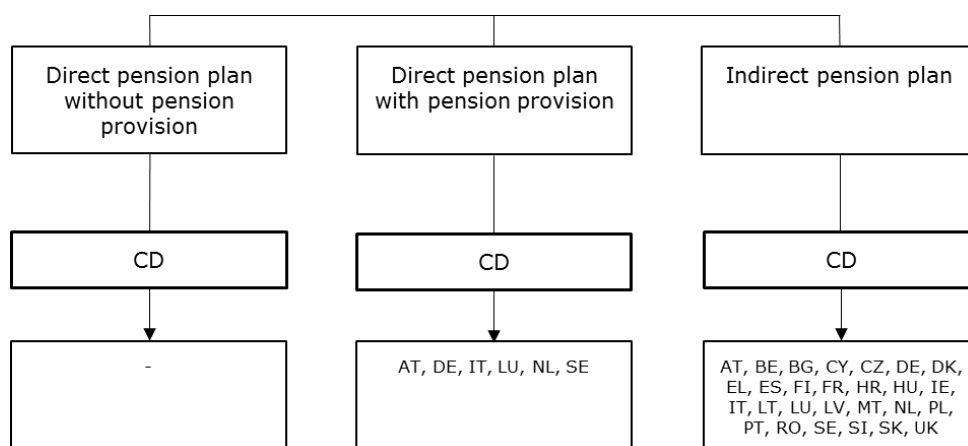 Direct pension plan
without pension
provision
Direct pension plan
with pension provision
Indirect pension plan
CD
CD
CD
-
AT, DE, IT, LU, NL, SE
AT, BE, BG, CY, CZ, DE, DK,
EL, ES, FI, FR, HR, HU, IE,
IT, LT, LU, LV, MT, NL, PL,
PT, RO, SE, SI, SK, UK